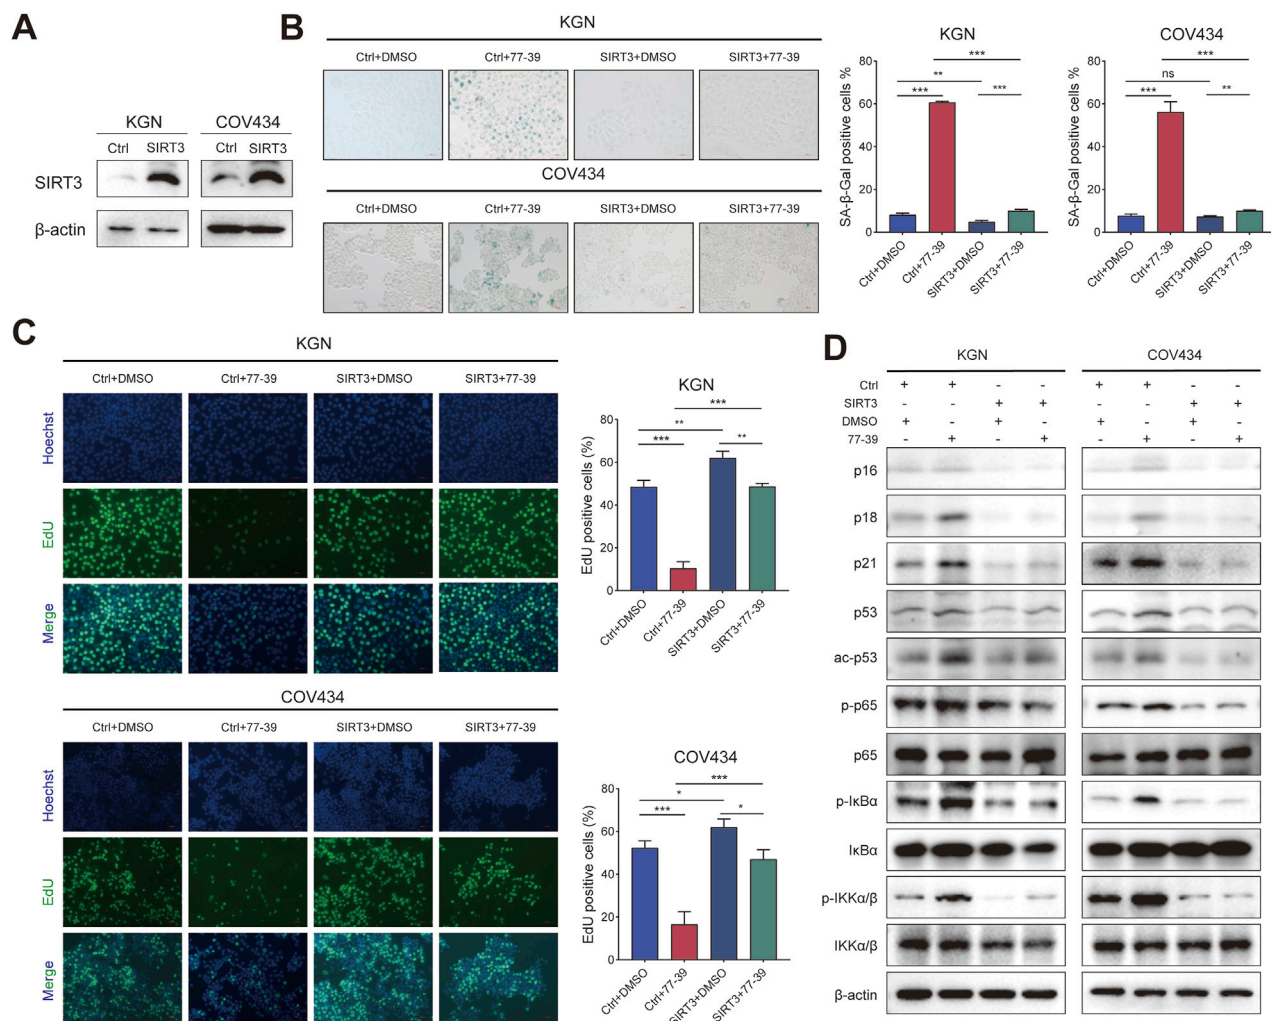 A
KGN COV434
Ctrl SIRT3 Ctrl SIRT3
SIRT3
β-actin
B
KGN
Ctrl+DMSO Ctrl+77-39 SIRT3+DMSO SIRT3+77-39
COV434
Ctrl+DMSO Ctrl+77-39 SIRT3+DMSO SIRT3+77-39
KGN
SA-β-Gal positive cells %
80
60
40
20
0
***
**
*** ***
Ctrl+DMSO
Ctrl+77-39
SIRT3+DMSO
SIRT3+77-39
COV434
SA-β-Gal positive cells %
80
60
40
20
0
***
ns
*** **
Ctrl+DMSO
Ctrl+77-39
SIRT3+DMSO
SIRT3+77-39
C
KGN
Ctrl+DMSO Ctrl+77-39 SIRT3+DMSO SIRT3+77-39
Hoechst
EdU
Merge
KGN
EdU positive cells (%)
80
60
40
20
0
***
**
*** **
Ctrl+DMSO
Ctrl+77-39
SIRT3+DMSO
SIRT3+77-39
COV434
Ctrl+DMSO Ctrl+77-39 SIRT3+DMSO SIRT3+77-39
Hoechst
EdU
Merge
COV434
EdU positive cells (%)
80
60
40
20
0
***
*
*** *
Ctrl+DMSO
Ctrl+77-39
SIRT3+DMSO
SIRT3+77-39
D
KGN COV434
Ctrl + + - - + + - -
SIRT3 - - + + - - + +
DMSO + - + - + - + -
77-39 - + - + - + - +
p16
p18
p21
p53
ac-p53
p-p65
p65
p-IκBα
IκBα
p-IKKα/β
IKKα/β
β-actin